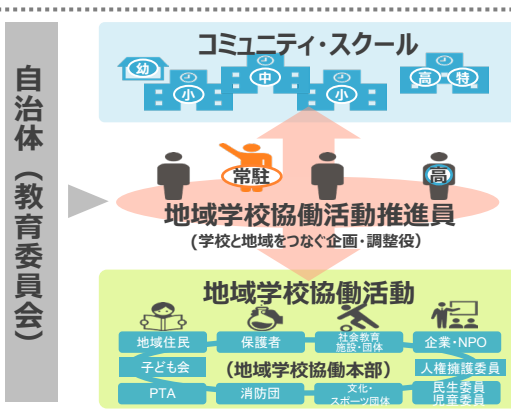 自治体（教育委員会）
コミュニティ・スクール
幼
小
中
小
高
特
常駐
高
地域学校協働活動推進員
(学校と地域をつなぐ企画・調整役)
地域学校協働活動
地域住民
保護者
社会教育
施設・団体
企業・NPO
子ども会
(地域学校協働本部)
人権擁護委員
PTA
消防団
文化・
スポーツ団体
民生委員
児童委員